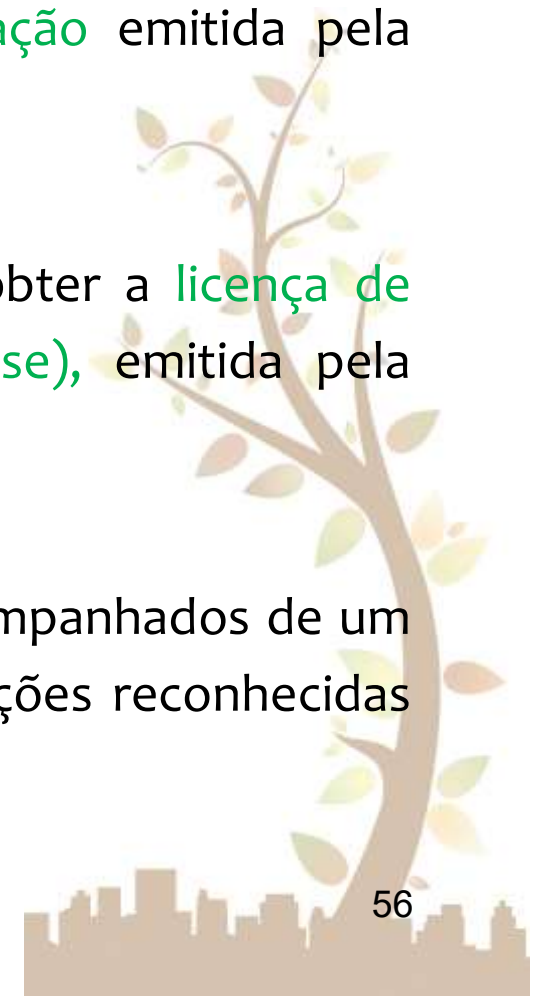 ação emitida pela
obter a licença de
se), emitida pela
mpanhados de um
ções reconhecidas
56